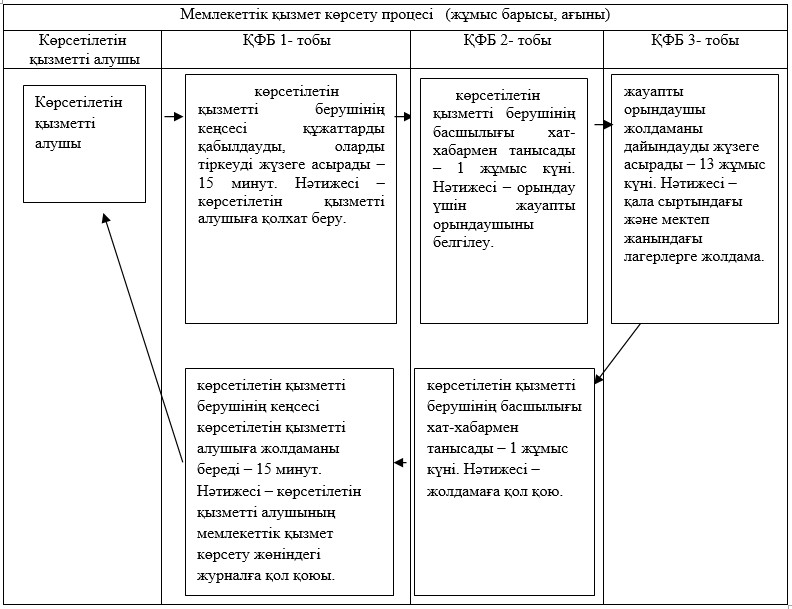 Мемлекеттік қызмет көрсету процесі (жұмыс барысы, ағыны)
Көрсетілетін
қызметті алушы
ҚФБ 1- тобы
ҚФБ 2- тобы
ҚФБ 3- тобы
Көрсетілетін
қызметті
алушы
көрсетілетін
қызметті берушінің
кеңсесі құжаттарды
қабылдауды, оларды
тіркеуді жүзеге асырады –
15 минут. Нәтижесі –
көрсетілетін қызметті
алушыға қолхат беру.
көрсетілетін
қызметті берушінің
басшылығы хат-
хабармен танысады
– 1 жұмыс күні.
Нәтижесі – орындау
үшін жауапты
орындаушыны
белгілеу.
жауапты
орындаушы
жолдаманы
дайындауды жүзеге
асырады – 13 жұмыс
күні. Нәтижесі –
қала сыртындағы
және мектеп
жанындағы
лагерлерге жолдама.
көрсетілетін қызметті
берушінің кеңсесі
көрсетілетін қызметті
алушыға жолдаманы
береді – 15 минут.
Нәтижесі – көрсетілетін
қызметті алушының
мемлекеттік қызмет
көрсету жөніндегі
журналға қол қоюы.
көрсетілетін қызметті
берушінің басшылығы
хат-хабармен
танысады – 1 жұмыс
күні. Нәтижесі –
жолдамаға қол қою.